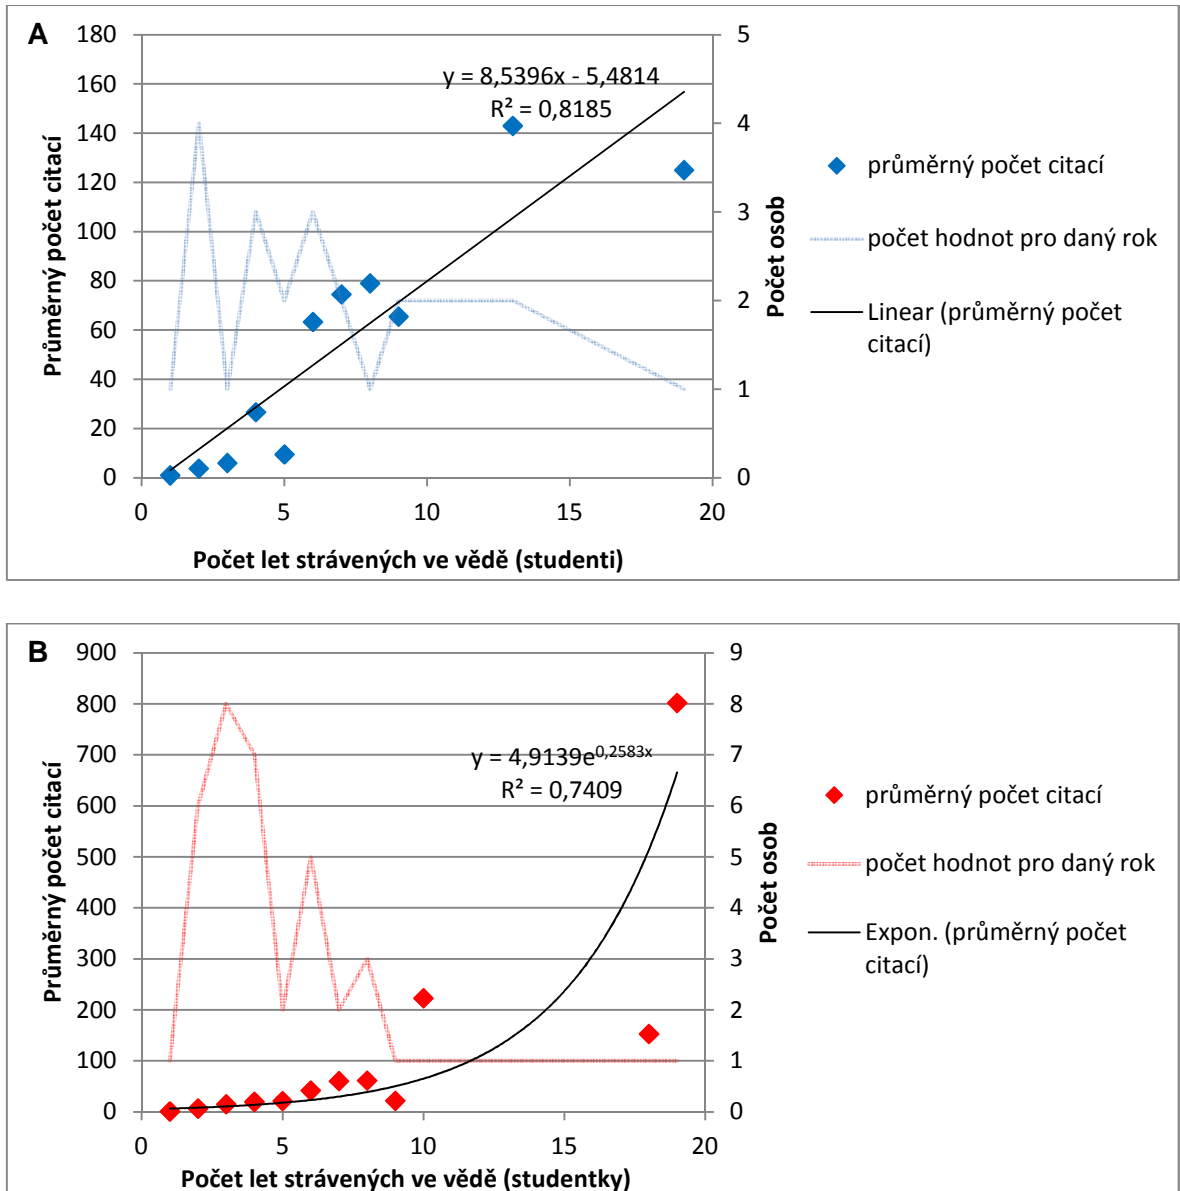 A
180
160
140
120
100
80
60
40
20
0
Průměrný počet citací
y = 8,5396x - 5,4814
R² = 0,8185
5
4
3
2
1
0
Počet osob
0 5 10 15 20
Počet let strávených ve vědě (studenti)
průměrný počet citací
počet hodnot pro daný rok
Linear (průměrný počet
citací)
B
900
800
700
600
500
400
300
200
100
0
Průměrný počet citací
y = 4,9139e^0,2583x
R² = 0,7409
9
8
7
6
5
4
3
2
1
0
Počet osob
0 5 10 15 20
Počet let strávených ve vědě (studentky)
průměrný počet citací
počet hodnot pro daný rok
Expon. (průměrný počet
citací)